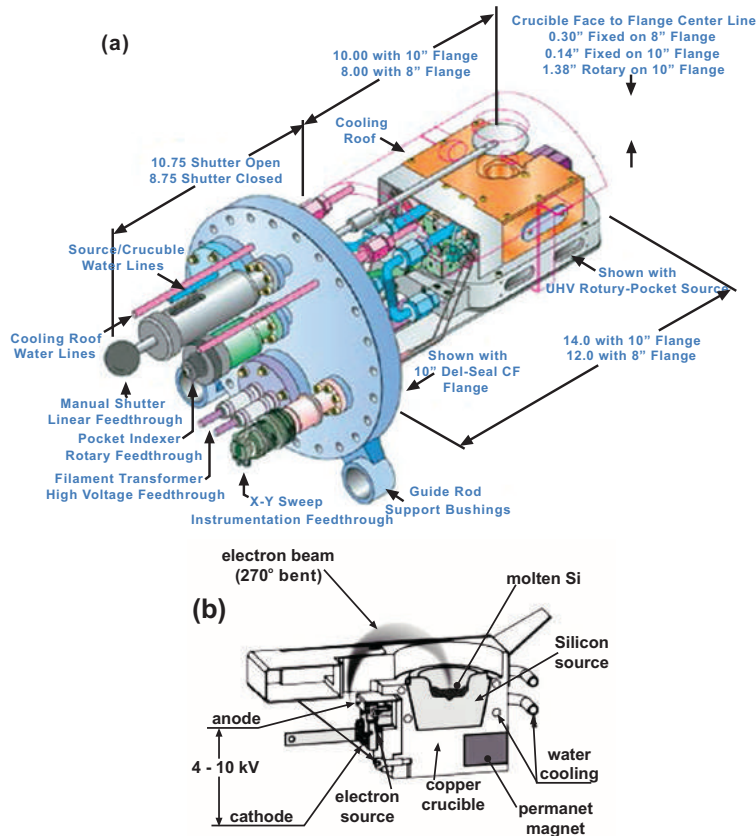 (a)
10.00 with 10” Flange
8.00 with 8” Flange
Crucible Face to Flange Center Line
0.30” Fixed on 8” Flange
0.14” Fixed on 10” Flange
1.38” Rotary on 10” Flange
Cooling
Roof
10.75 Shutter Open
8.75 Shutter Closed
Source/Crucuble
Water Lines
Shown with
UHV Rotury-Pocket Source
Cooling Roof
Water Lines
14.0 with 10” Flange
12.0 with 8” Flange
Shown with
10” Del-Seal CF
Flange
Manual Shutter
Linear Feedthrough
Pocket Indexer
Rotary Feedthrough
Filament Transformer
High Voltage Feedthrough
X-Y Sweep
Instrumentation Feedthrough
Guide Rod
Support Bushings
(b)
electron beam
(270° bent)
molten Si
Silicon
source
anode
4 - 10 kV
cathode
electron
source
copper
crucible
water
cooling
permanet
magnet